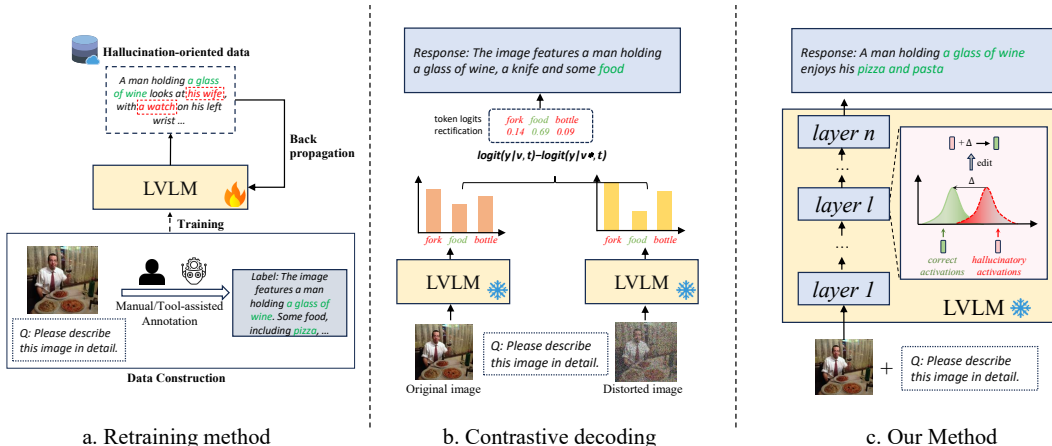 Hallucination-oriented data
A man holding a glass
of wine looks at his wife,
with a watch on his left
wrist ...
Back
propagation
LVLM
Training
Manual/Tool-assisted
Annotation
Label: The image
features a man
holding a glass of
wine. Some food,
including pizza, ...
Q: Please describe
this image in detail.
Data Construction
a. Retraining method
Response: The image features a man holding
a glass of wine, a knife and some food
token logits
rectification
fork food bottle
0.14 0.69 0.09
logit(y|v,t)−logit(y|v*,t)
fork food bottle
fork food bottle
LVLM
LVLM
Q: Please describe
this image in detail.
Original image
Distorted image
b. Contrastive decoding
Response: A man holding a glass of wine
enjoys his pizza and pasta
layer n
...
layer l
...
layer 1
+ Δ
edit
Δ
correct
activations
hallucinatory
activations
LVLM
+
Q: Please describe
this image in detail.
c. Our Method